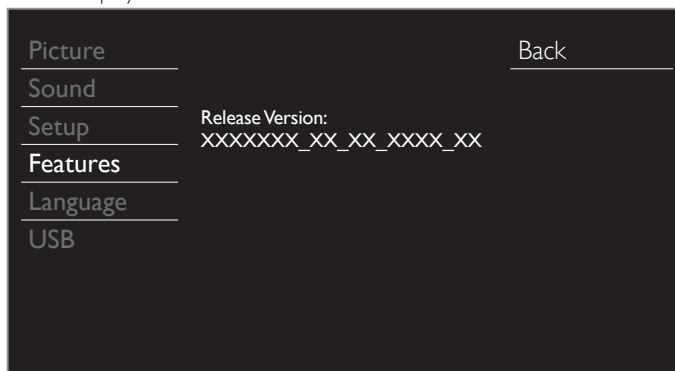 Picture
Back
Sound
Setup
Release Version:
XXXXXXX_XX_XX_XXXX_XX
Features
Language
USB